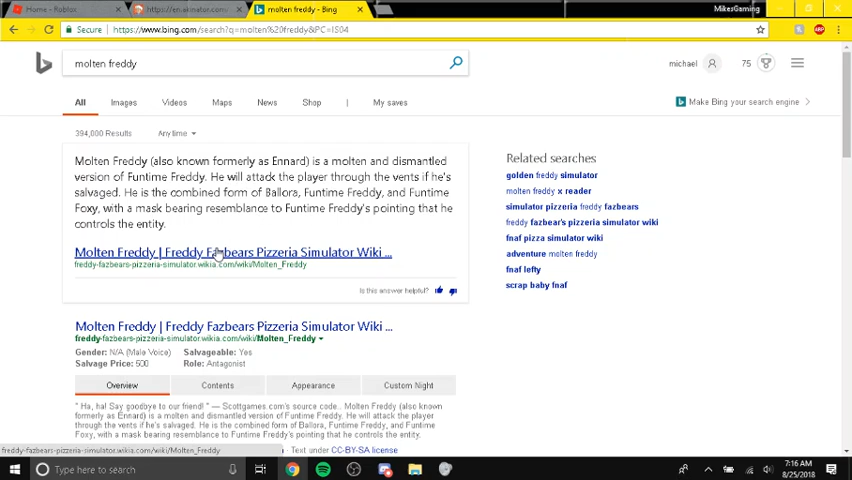 Home - Roblox
https://en.akinator.com
molten freddy - Bing
MikesGaming
Secure
https://www.bing.com/search?q=molten%20freddy&PC=IS04
molten freddy
michael
75
All
Images
Videos
Maps
News
Shop
My saves
Make Bing your search engine
394,000 Results
Any time
Molten Freddy (also known formerly as Ennard) is a molten and dismantled
version of Funtime Freddy. He will attack the player through the vents if he's
salvaged. He is the combined form of Ballora, Funtime Freddy, and Funtime
Foxy, with a mask bearing resemblance to Funtime Freddy's pointing that he
controls the entity.
Molten Freddy | Freddy Fazbears Pizzeria Simulator Wiki ...
freddy-fazbears-pizzeria-simulator.wikia.com/wiki/Molten_Freddy
Is this answer helpful?
Related searches
golden freddy simulator
molten freddy x reader
simulator pizzeria freddy fazbears
freddy fazbear's pizzeria simulator
fnaf pizza simulator wiki
adventure molten freddy
fnaf lefty
scrap baby fnaf
Molten Freddy | Freddy Fazbears Pizzeria Simulator Wiki ...
freddy-fazbears-pizzeria-simulator.wikia.com/wiki/Molten_Freddy
Gender: N/A (Male Voice)
Salvageable: Yes
Salvage Price: 500
Role: Antagonist
Overview
Contents
Appearance
Custom Night
" Ha, ha! Say goodbye to our friend! " — Scottgames com's source code.. Molten Freddy (also
known formerly as Ennard) is a molten and dismantled version of Funtime Freddy. He will attack the player
through the vents if he's salvaged. He is the combined form of Ballora, Funtime Freddy, and Funtime
Foxy, with a mask bearing resemblance to Funtime Freddy's pointing that he controls the entity.
Text under CC-BY-SA license
freddy-fazbears-pizzeria-simulator.wikia.com/wiki/Molten_Freddy
Type here to search
7:16 AM
8/25/2018